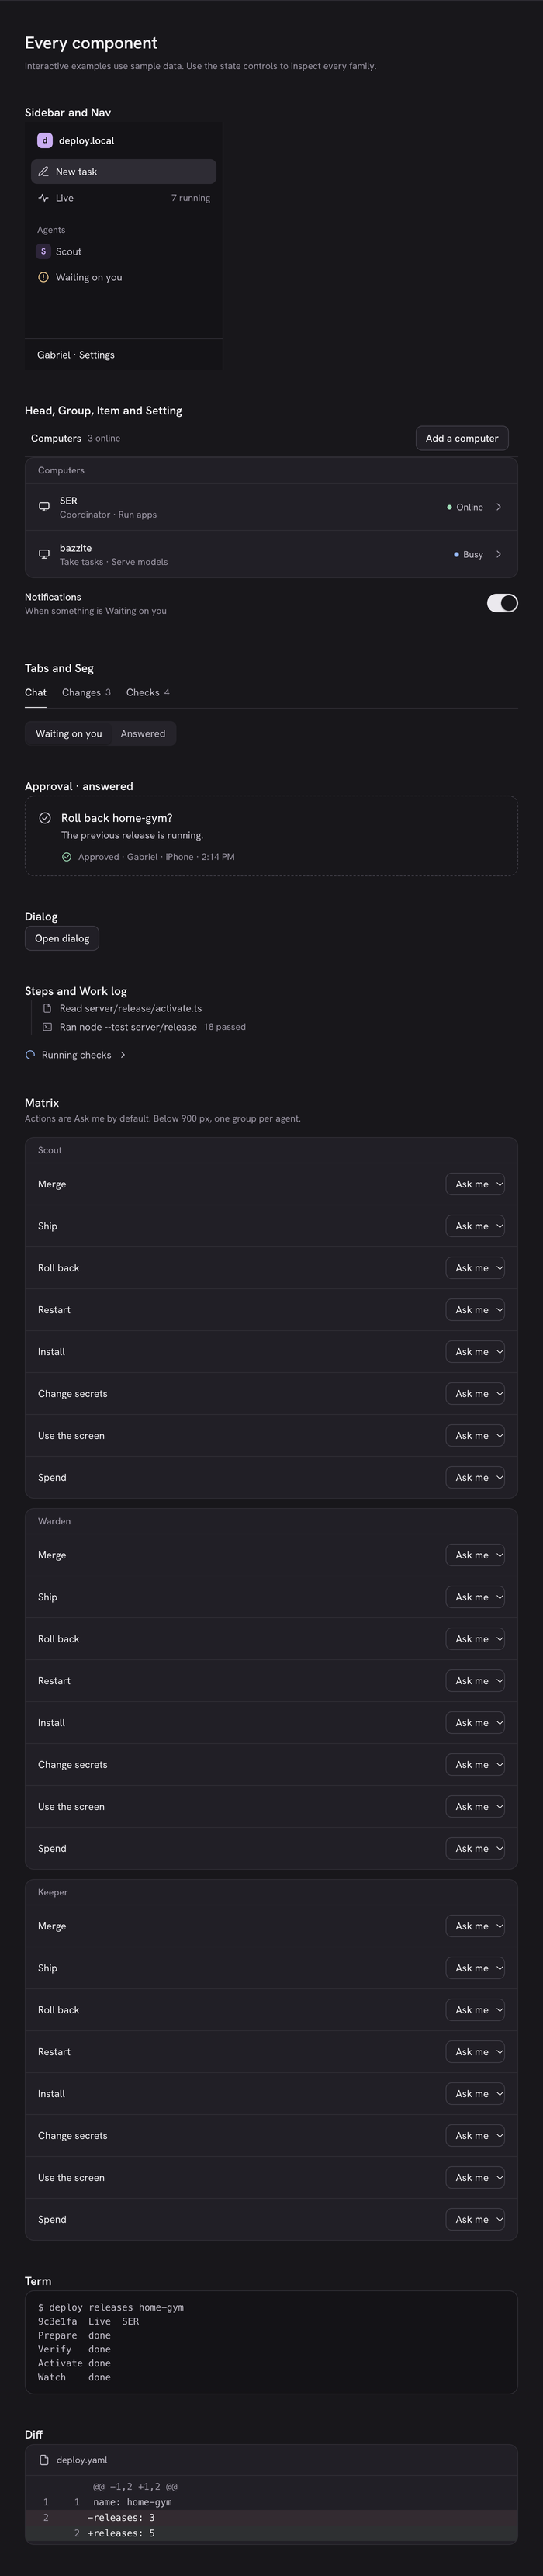 Every component
Interactive examples use sample data. Use the state controls to inspect every family.
Sidebar and Nav
d deploy.local
New task
Live 7 running
Agents
S Scout
Waiting on you
Gabriel · Settings
Head, Group, Item and Setting
Computers 3 online Add a computer
Computers
SER
Coordinator · Run apps
Online
bazzite
Take tasks · Serve models
Busy
Notifications
When something is Waiting on you
Tabs and Seg
Chat Changes 3 Checks 4
Waiting on you Answered
Approval · answered
Roll back home-gym?
The previous release is running.
Approved · Gabriel · iPhone · 2:14 PM
Dialog
Open dialog
Steps and Work log
Read server/release/activate.ts
Ran node --test server/release 18 passed
Running checks
Matrix
Actions are Ask me by default. Below 900 px, one group per agent.
Scout
Merge Ask me
Ship Ask me
Roll back Ask me
Restart Ask me
Install Ask me
Change secrets Ask me
Use the screen Ask me
Spend Ask me
Warden
Merge Ask me
Ship Ask me
Roll back Ask me
Restart Ask me
Install Ask me
Change secrets Ask me
Use the screen Ask me
Spend Ask me
Keeper
Merge Ask me
Ship Ask me
Roll back Ask me
Restart Ask me
Install Ask me
Change secrets Ask me
Use the screen Ask me
Spend Ask me
Term
$ deploy releases home-gym
9c3e1fa Live SER
Prepare done
Verify done
Activate done
Watch done
Diff
deploy.yaml
@@ -1,2 +1,2 @@
1 1 name: home-gym
2 -releases: 3
2 +releases: 5